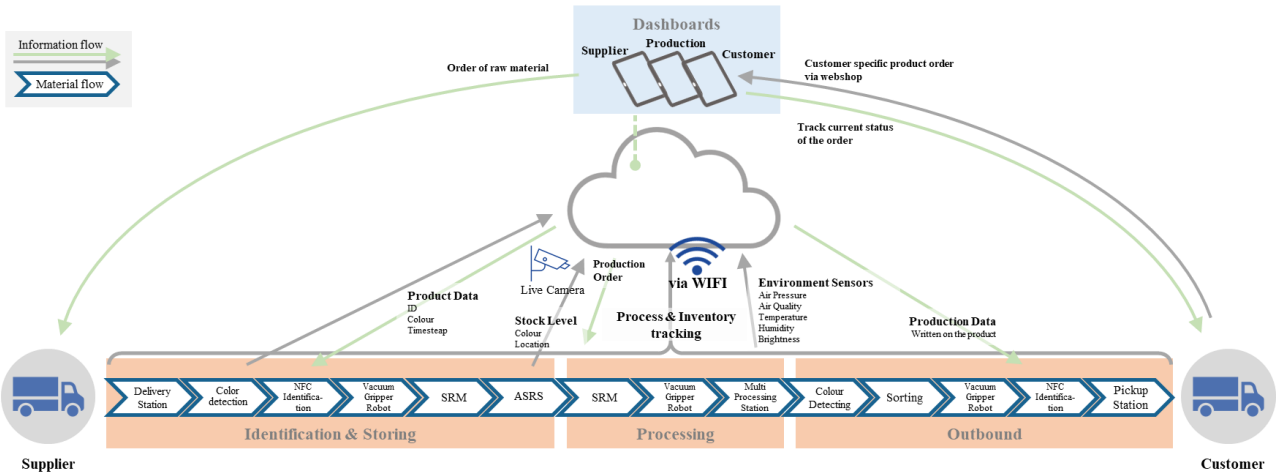 Dashboards
Supplier
Production
Customer
Information flow
Material flow
Order of raw material
Customer specific product order
via webshop
Track current status
of the order
Live Camera
via WIFI
Production
Order
Product Data
ID
Colour
Timesteap
Stock Level
Colour
Location
Process & Inventory
tracking
Environment Sensors
Air Pressure
Air Quality
Temperature
Humidity
Brightness
Production Data
Written on the product
Delivery
Station
Color
detection
NFC
Identifica-
tion
Vacuum
Gripper
Robot
SRM
ASRS
SRM
Vacuum
Gripper
Robot
Multi
Processing
Station
Colour
Detecting
Sorting
Vacuum
Gripper
Robot
NFC
Identifica-
tion
Pickup
Station
Identification & Storing
Processing
Outbound
Supplier
Customer